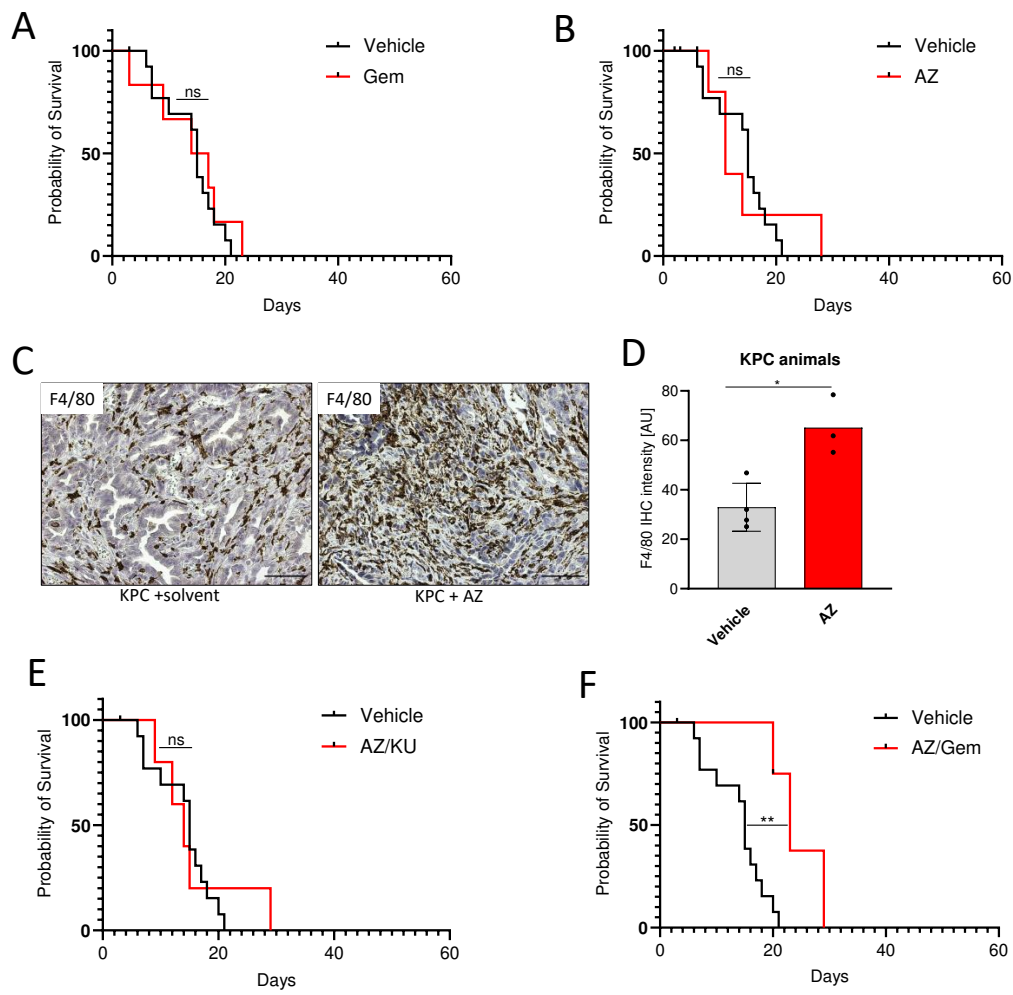 A
Vehicle
Gem
ns
100
50
0
Probability of Survival
0 20 40 60
Days
B
Vehicle
AZ
ns
100
50
0
Probability of Survival
0 20 40 60
Days
C
F4/80
F4/80
KPC +solvent
KPC + AZ
D
KPC animals
*
80
60
40
20
0
F4/80 IHC intensity [AU]
Vehicle
AZ
E
Vehicle
AZ/KU
ns
100
50
0
Probability of Survival
0 20 40 60
Days
F
Vehicle
AZ/Gem
**
100
50
0
Probability of Survival
0 20 40 60
Days